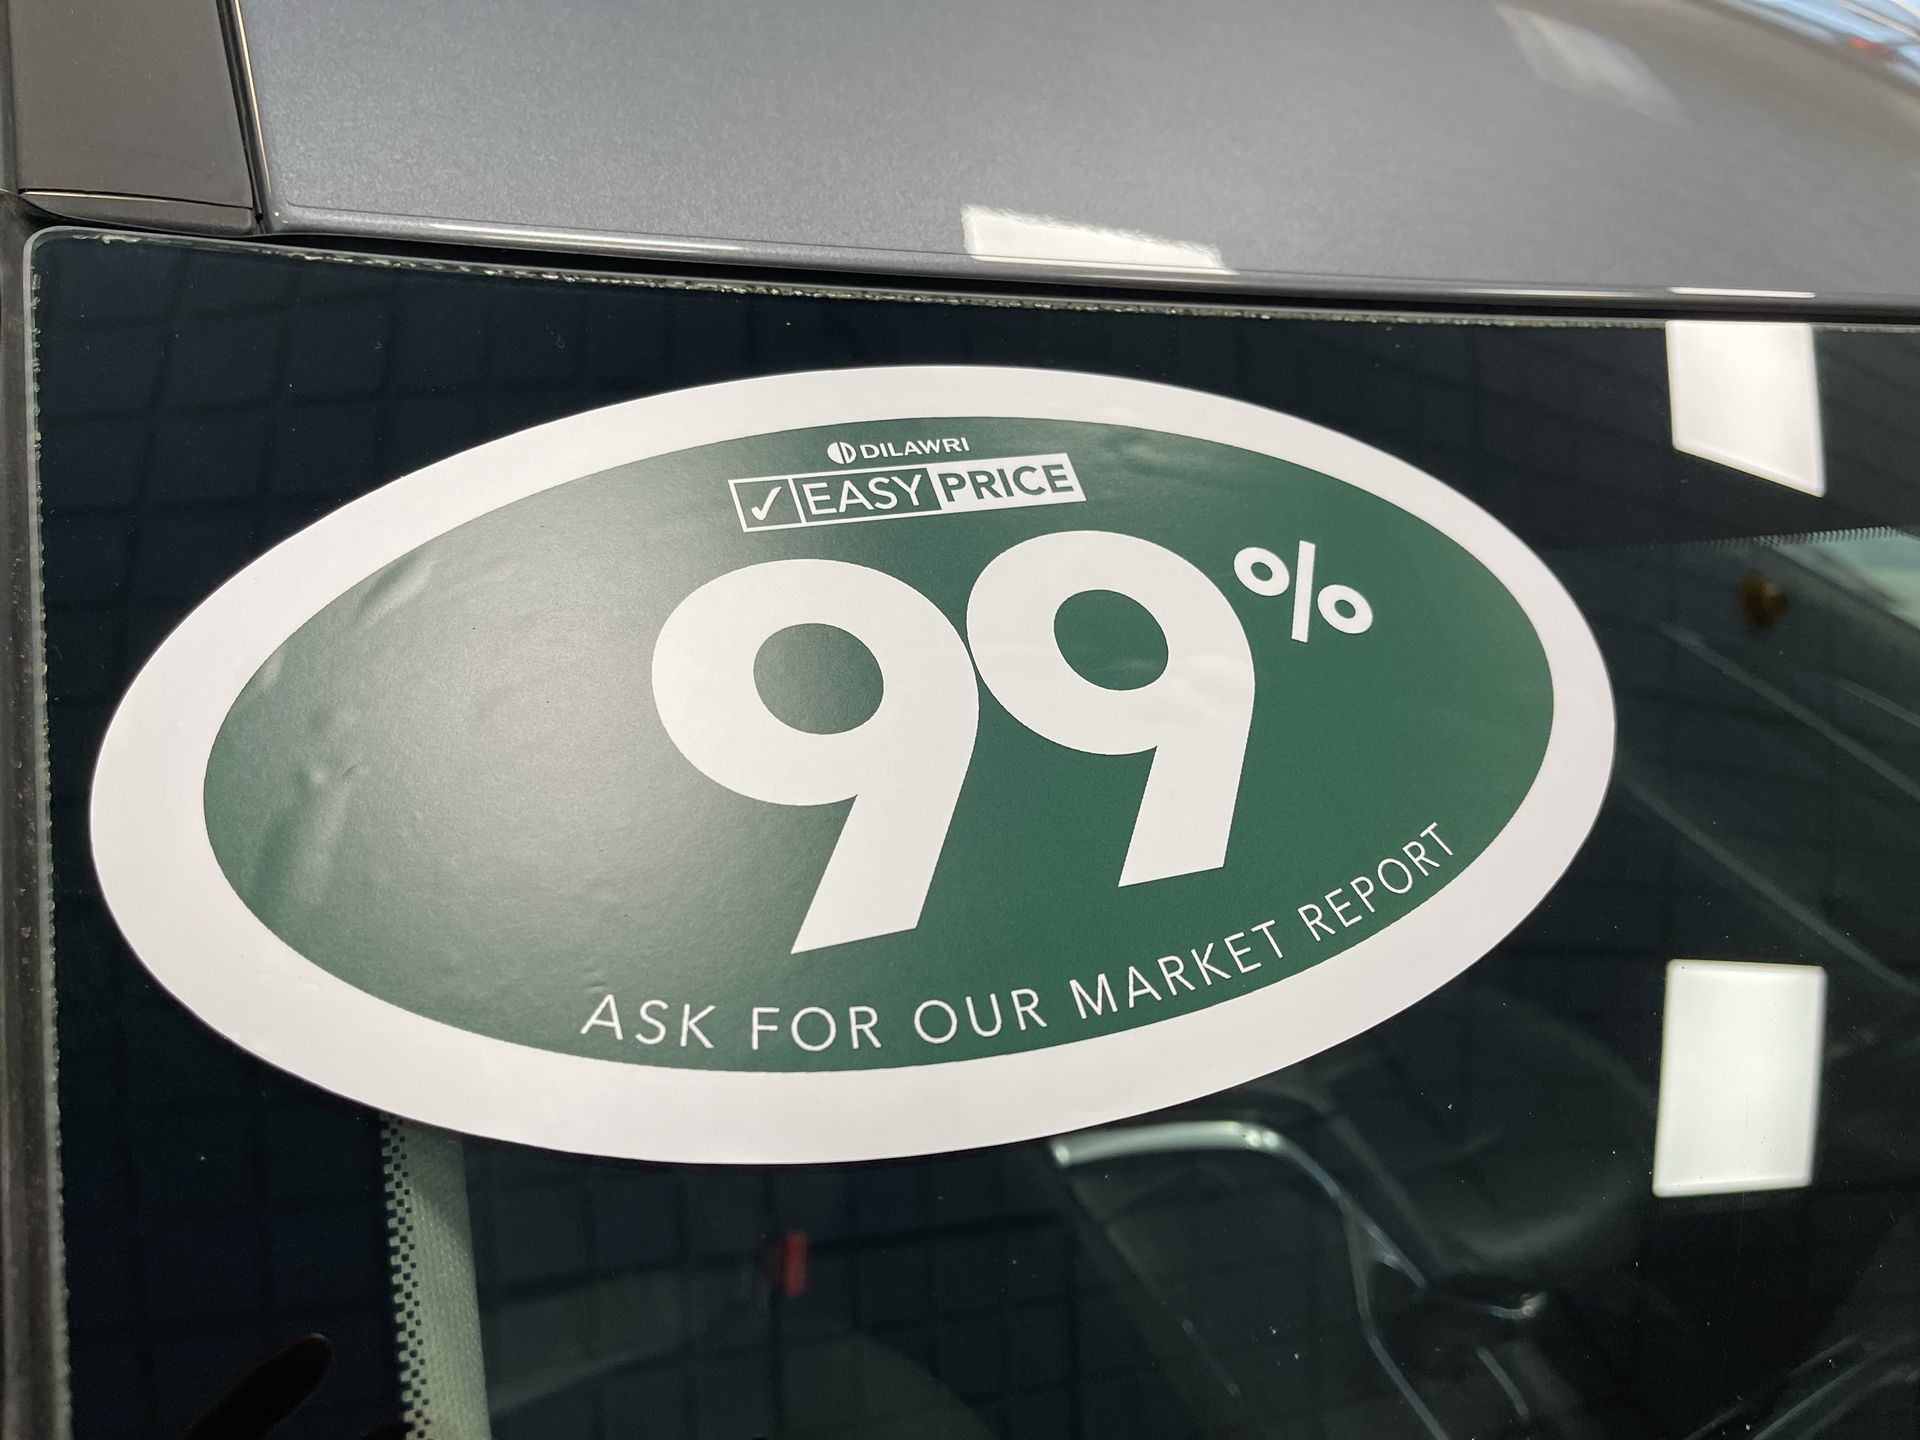 DILAWRI
✓ EASY PRICE
99%
ASK FOR OUR MARKET REPORT